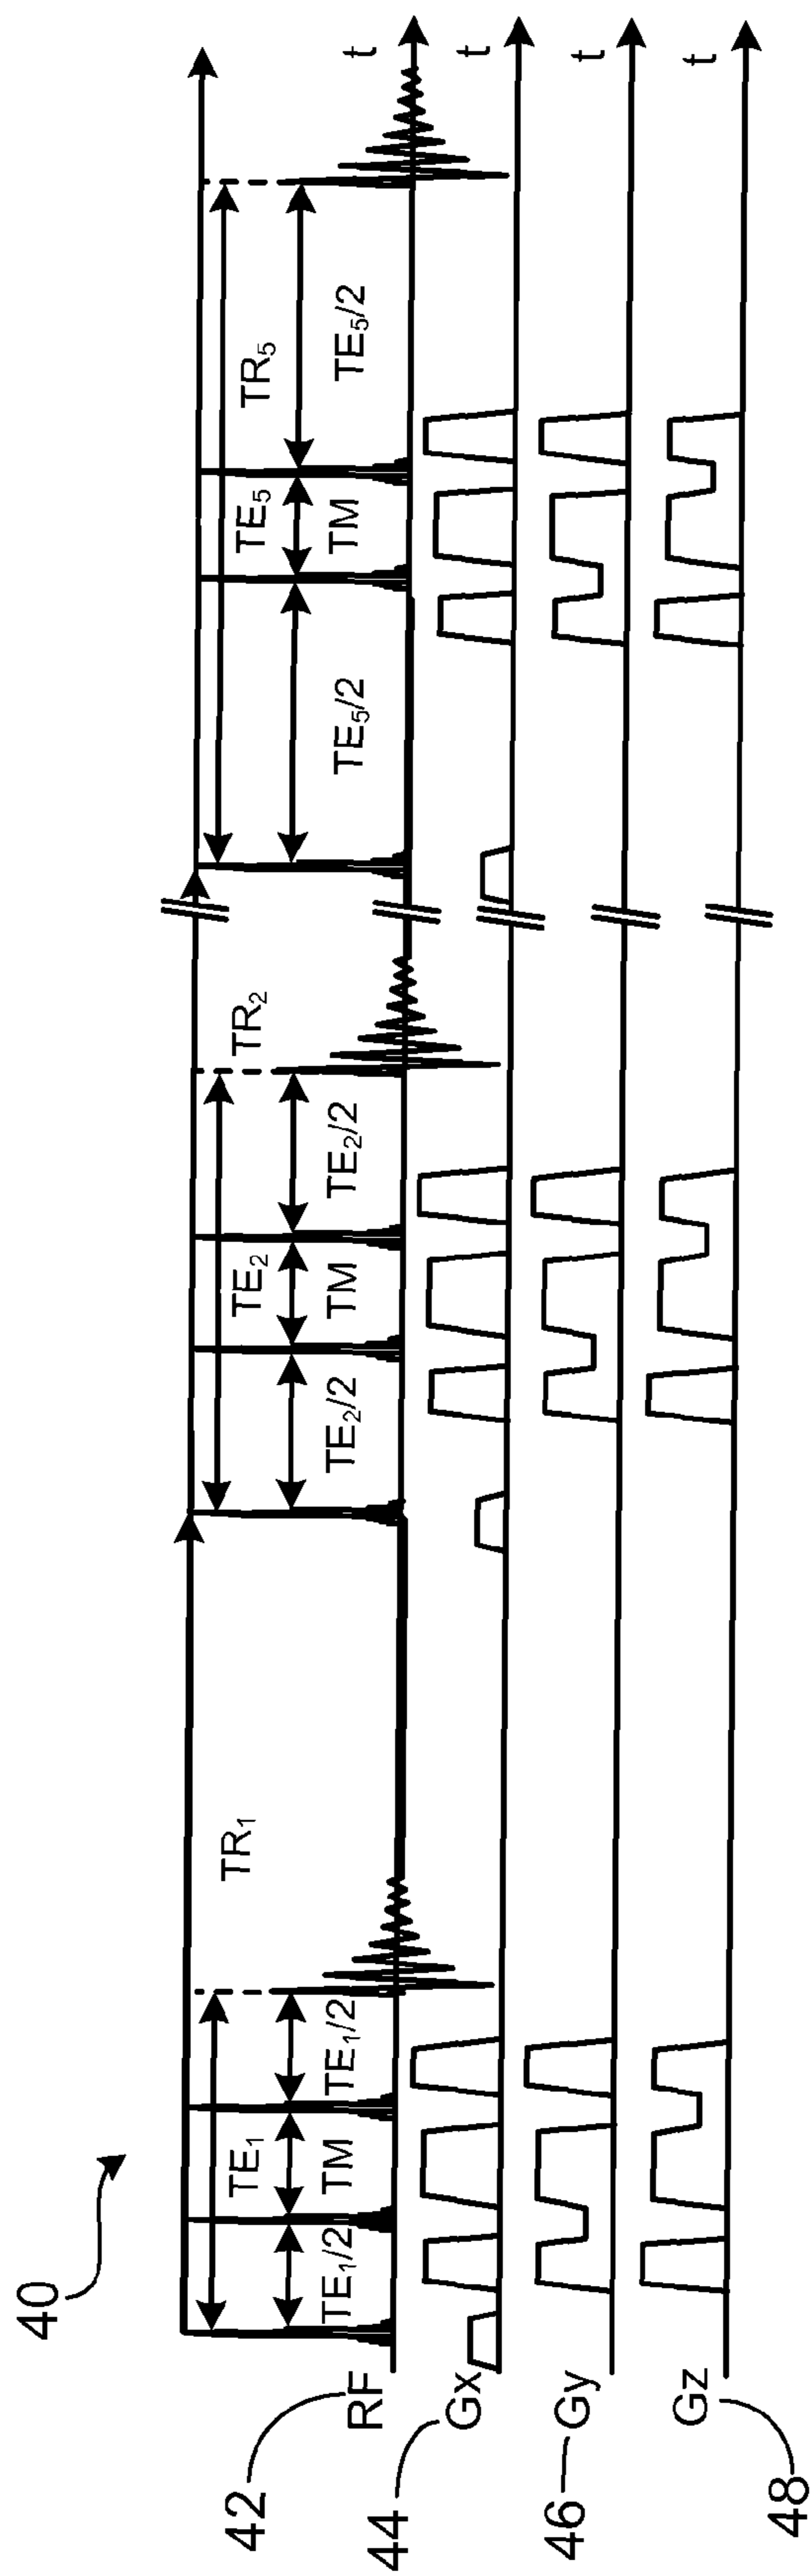 40
TR₁
TR₂
TR₅
TE₁
TE₂
TE₅
TE₁/2
TM
TE₁/2
TE₂/2
TM
TE₂/2
TE₅/2
TM
TE₅/2
42
RF
t
44
Gx
t
46
Gy
t
48
Gz
t